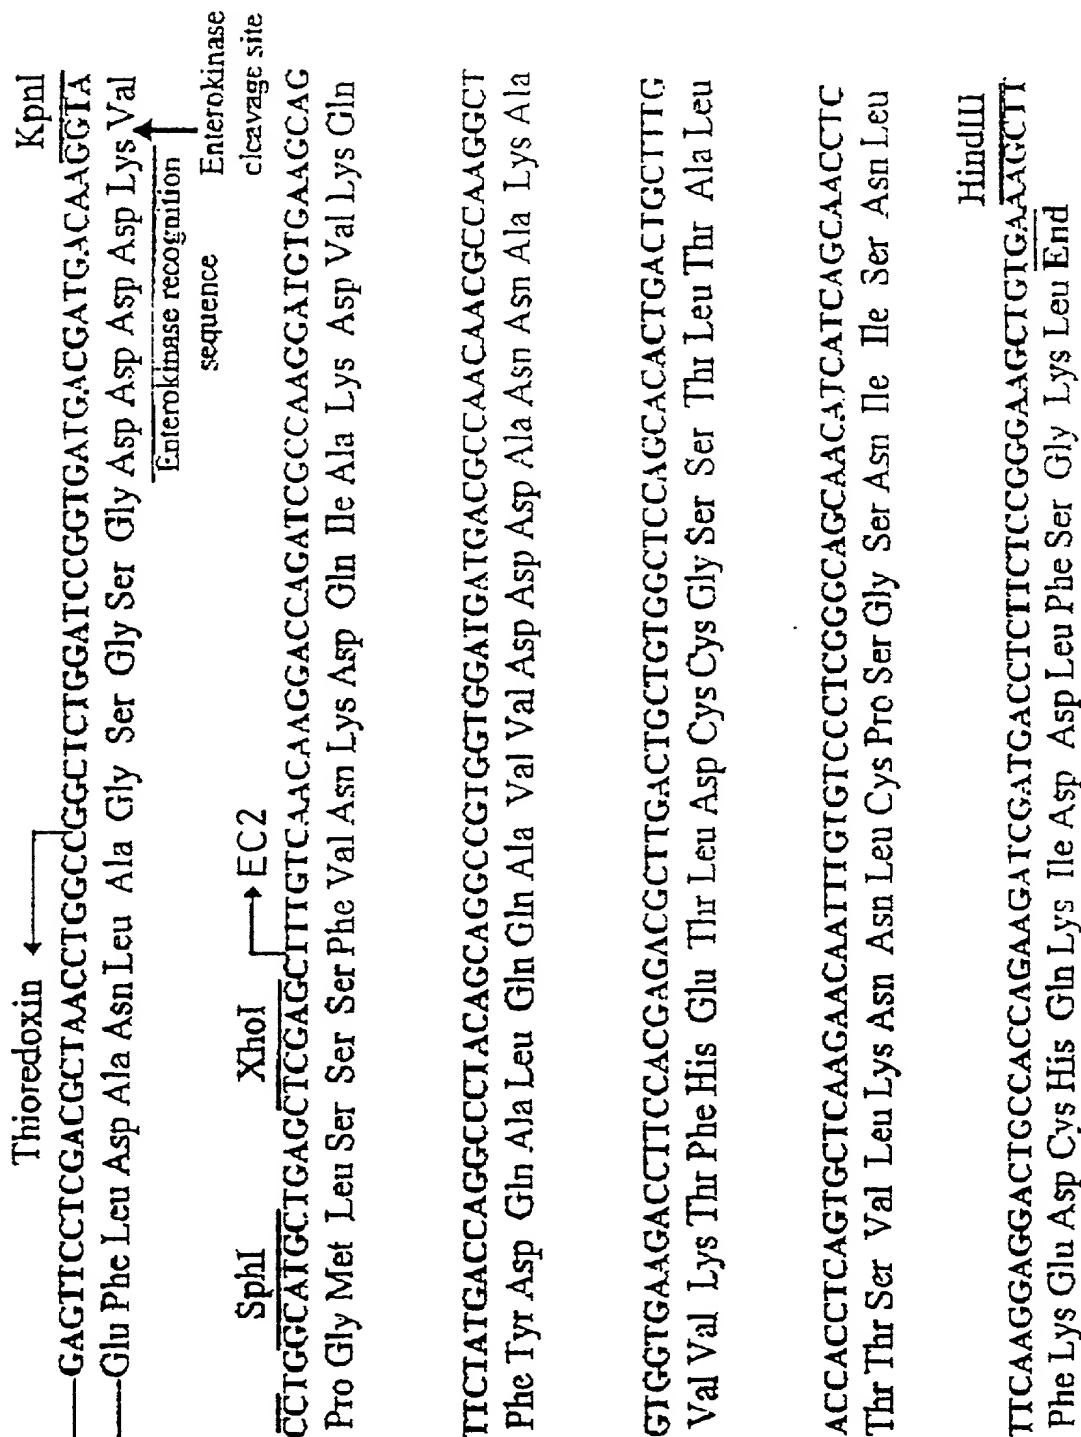 Thioredoxin
KpnI
GAGTTCCTCGACGCTAACCTGGCCGGCTCTGGATCCGGTGATGACGATGACAAGGTA
Glu Phe Leu Asp Ala Asn Leu Ala Gly Ser Gly Ser Gly Asp Asp Asp Asp Lys Val
Enterokinase recognition
sequence
Enterokinase
cleavage site
SphI
XhoI
EC2
CCTGGCATGCTGAGCTCGAGCTTTGTCAACAAGGACCAGATCGCCAAGGATGTGAAGCAG
Pro Gly Met Leu Ser Ser Ser Phe Val Asn Lys Asp Gln Ile Ala Lys Asp Val Lys Gln
TTCTATGACCAGGCCCTACAGCAGGCCGTGGTGGATGATGACGCCAACAACGCCAAGGCT
Phe Tyr Asp Gln Ala Leu Gln Gln Ala Val Val Asp Asp Asp Ala Asn Asn Ala Lys Ala
GTGGTGAAGACCTTCCACGAGACGCTTGACTGCTGTGGCTCCAGCACACTGACTGCTTTG
Val Val Lys Thr Phe His Glu Thr Leu Asp Cys Cys Gly Ser Ser Thr Leu Thr Ala Leu
ACCACCTCAGTGCTCAAGAACAATTTGTGTCCCTCGGGCAGCAACATCATCAGCAACCTC
Thr Thr Ser Val Leu Lys Asn Asn Leu Cys Pro Ser Gly Ser Asn Ile Ile Ser Asn Leu
HindIII
TTCAAGGAGGACTGCCACCAGAAGATCGATGACCTCTTCTCCGGGAAGCTGTGAAAGCTT
Phe Lys Glu Asp Cys His Gln Lys Ile Asp Asp Leu Phe Ser Gly Lys Leu End